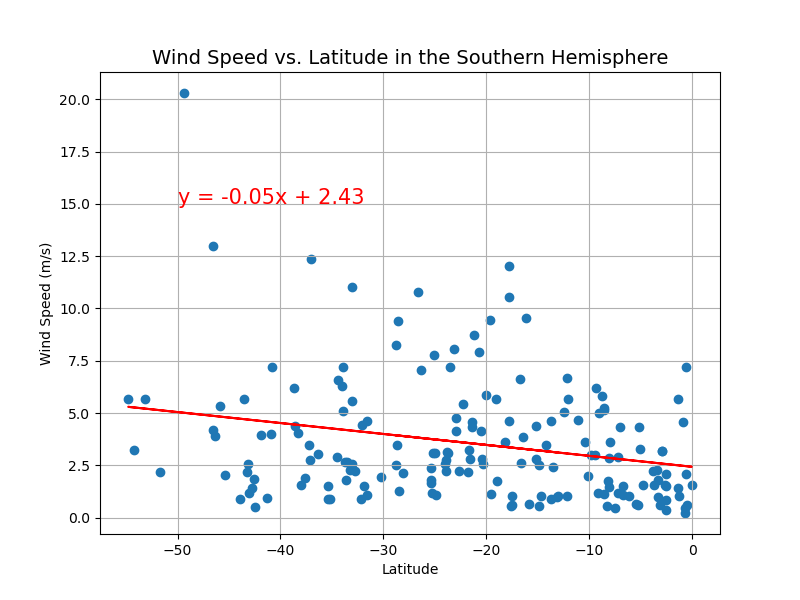 Wind Speed vs. Latitude in the Southern Hemisphere
20.0
17.5
y = -0.05x + 2.43
15.0
12.5
10.0
7.5
5.0
2.5
0.0
Wind Speed (m/s)
−50 −40 −30 −20 −10 0
Latitude